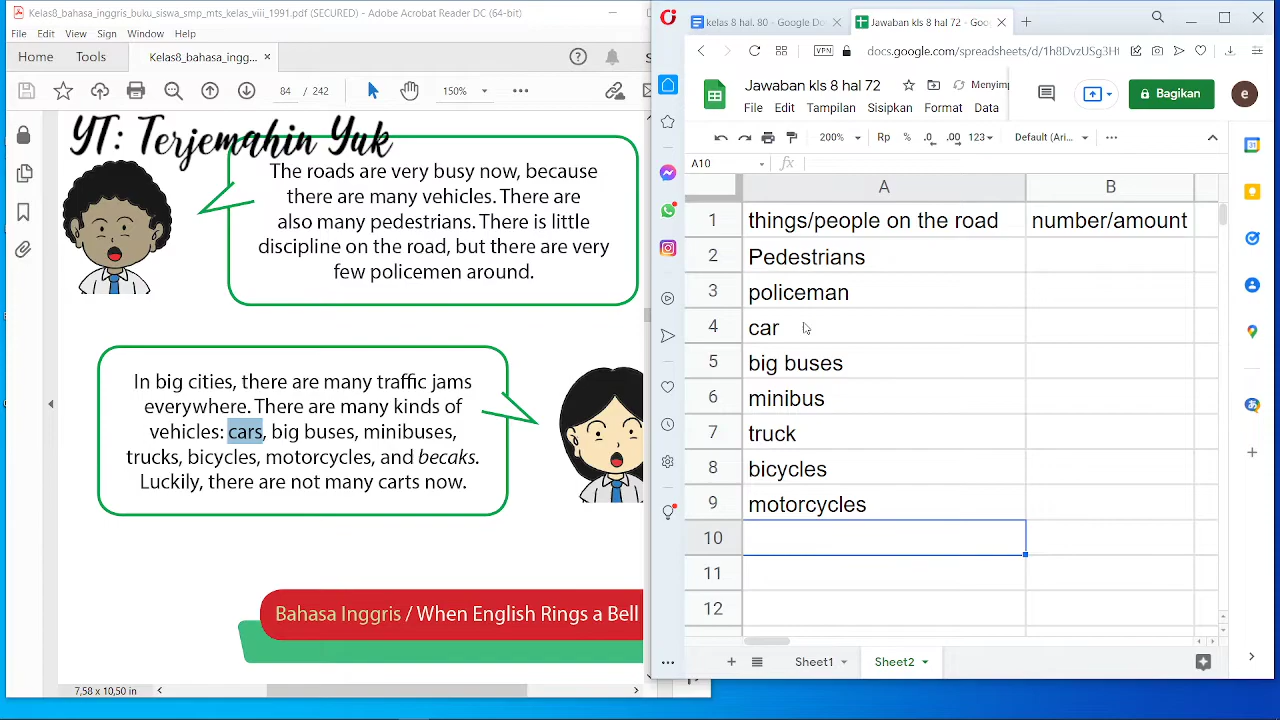 Kelas8_bahasa_inggris_buku_siswa_smp_mts_kelas_viii_1991.pdf (SECURED) - Adobe Acrobat Reader DC (64-bit)
File Edit View Sign Window Help
Home Tools Kelas8_bahasa_ingg... ×
84 / 242 150%
YT: Terjemahin Yuk
The roads are very busy now, because
there are many vehicles. There are
also many pedestrians. There is little
discipline on the road, but there are very
few policemen around.
In big cities, there are many traffic jams
everywhere. There are many kinds of
vehicles: cars, big buses, minibuses,
trucks, bicycles, motorcycles, and becaks.
Luckily, there are not many carts now.
Bahasa Inggris / When English Rings a Bell
7,58 x 10,50 in
kelas 8 hal. 80 - Google Do
Jawaban kls 8 hal 72 - Goo
VPN docs.google.com/spreadsheets/d/1h8DvzUSg3H
Jawaban kls 8 hal 72 Menyim
File Edit Tampilan Sisipkan Format Data
Bagikan e
200% Rp % .0 .00 123 Default (Ari...
A10 fx
A B
1 things/people on the road number/amount
2 Pedestrians
3 policeman
4 car
5 big buses
6 minibus
7 truck
8 bicycles
9 motorcycles
10
11
12
Sheet1 Sheet2